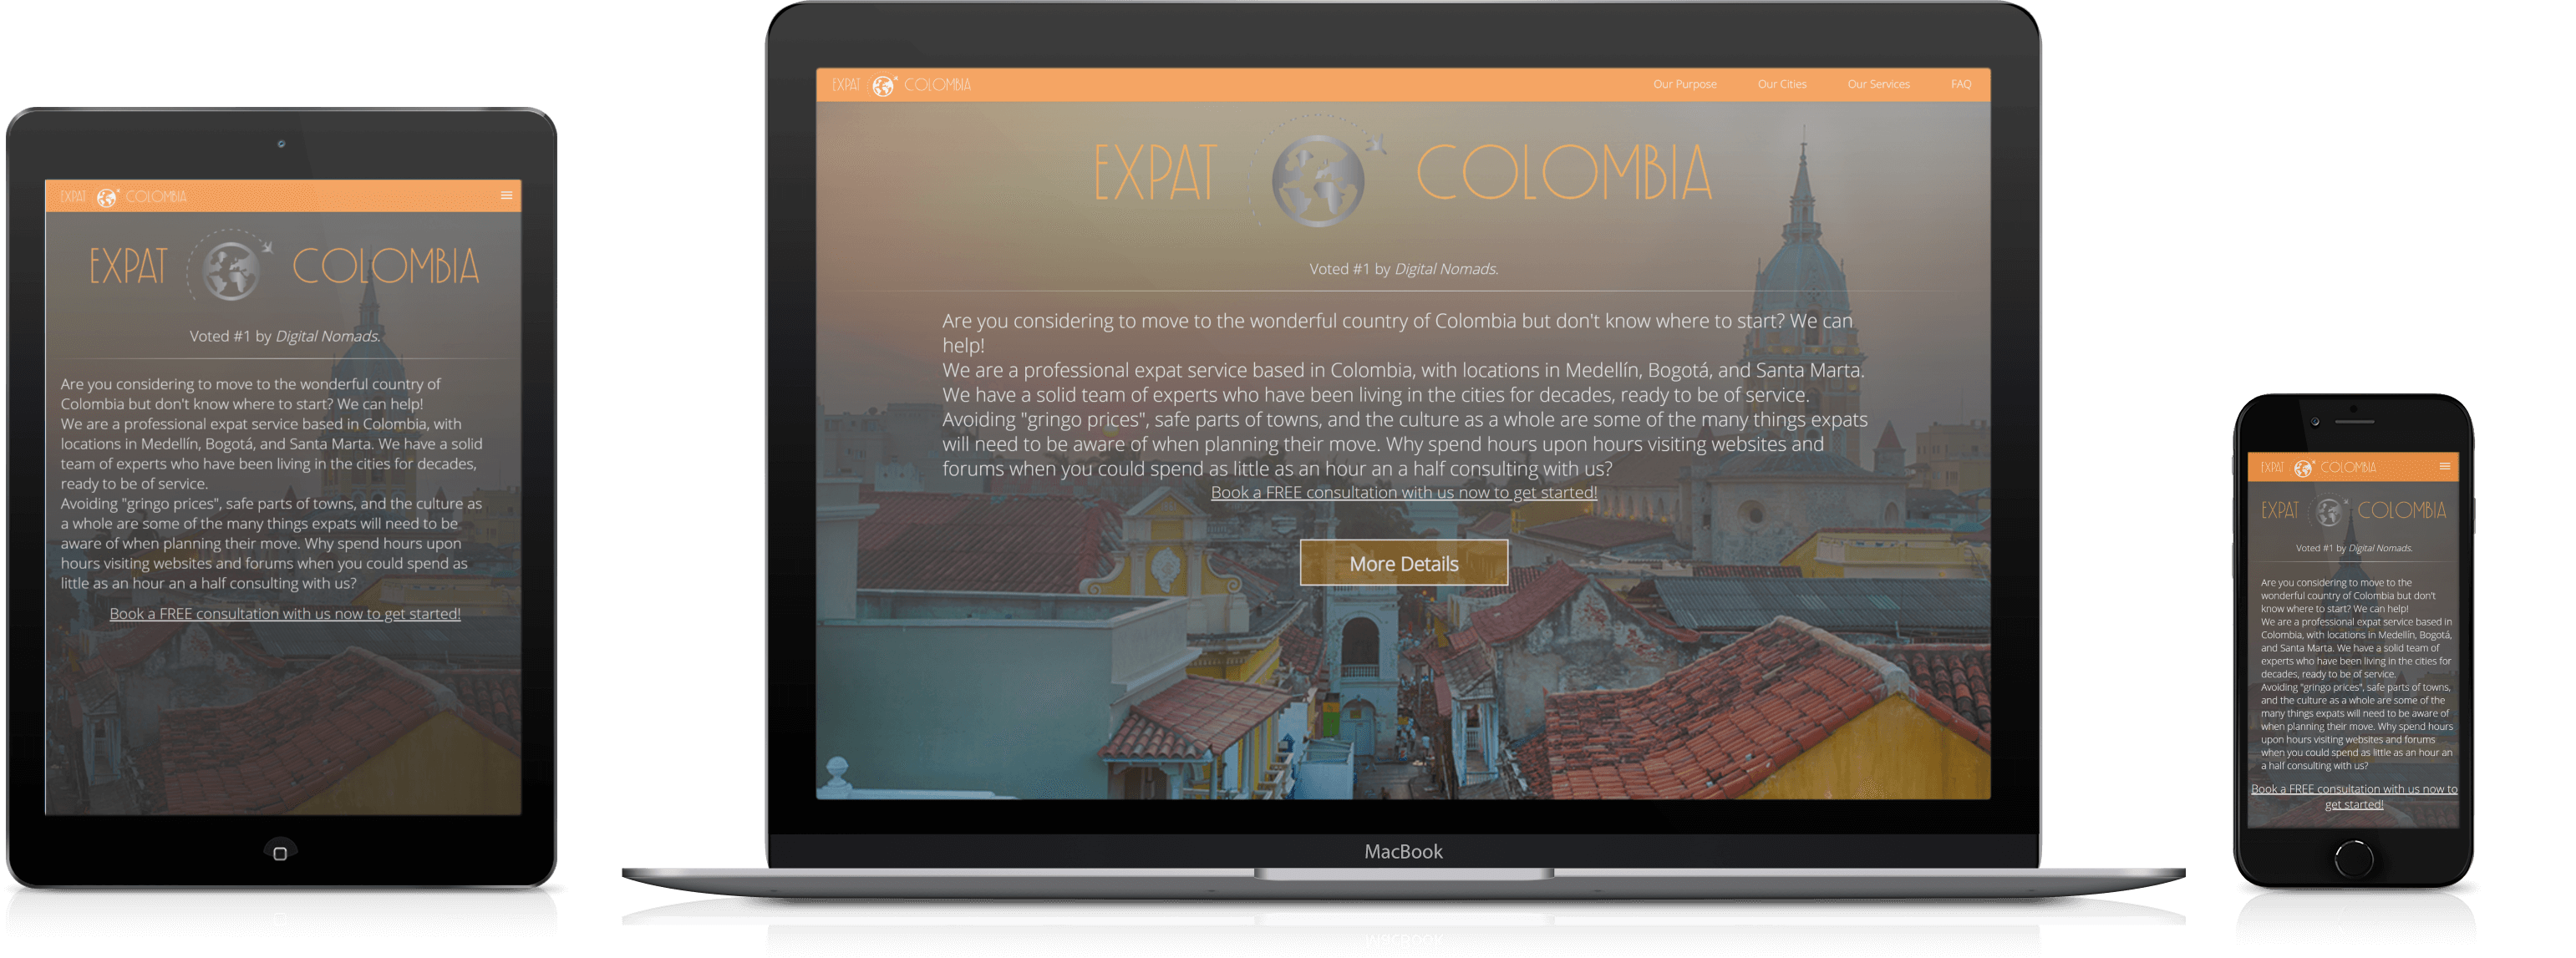 EXPAT COLOMBIA
EXPAT COLOMBIA
Voted #1 by Digital Nomads.
Are you considering to move to the wonderful country of
Colombia but don't know where to start? We can help!
We are a professional expat service based in Colombia, with
locations in Medellín, Bogotá, and Santa Marta. We have a solid
team of experts who have been living in the cities for decades,
ready to be of service.
Avoiding "gringo prices", safe parts of towns, and the culture as
a whole are some of the many things expats will need to be
aware of when planning their move. Why spend hours upon
hours visiting websites and forums when you could spend as
little as an hour an a half consulting with us?
Book a FREE consultation with us now to get started!
EXPAT COLOMBIA Our Purpose Our Cities Our Services FAQ
EXPAT COLOMBIA
Voted #1 by Digital Nomads.
Are you considering to move to the wonderful country of Colombia but don't know where to start? We can
help!
We are a professional expat service based in Colombia, with locations in Medellín, Bogotá, and Santa Marta.
We have a solid team of experts who have been living in the cities for decades, ready to be of service.
Avoiding "gringo prices", safe parts of towns, and the culture as a whole are some of the many things expats
will need to be aware of when planning their move. Why spend hours upon hours visiting websites and
forums when you could spend as little as an hour an a half consulting with us?
Book a FREE consultation with us now to get started!
More Details
MacBook
EXPAT COLOMBIA
EXPAT COLOMBIA
Voted #1 by Digital Nomads.
Are you considering to move to the
wonderful country of Colombia but don't
know where to start? We can help!
We are a professional expat service based in
Colombia, with locations in Medellín, Bogotá,
and Santa Marta. We have a solid team of
experts who have been living in the cities for
decades, ready to be of service.
Avoiding "gringo prices", safe parts of towns,
and the culture as a whole are some of the
many things expats will need to be aware of
when planning their move. Why spend hours
upon hours visiting websites and forums
when you could spend as little as an hour an
a half consulting with us?
Book a FREE consultation with us now to
get started!